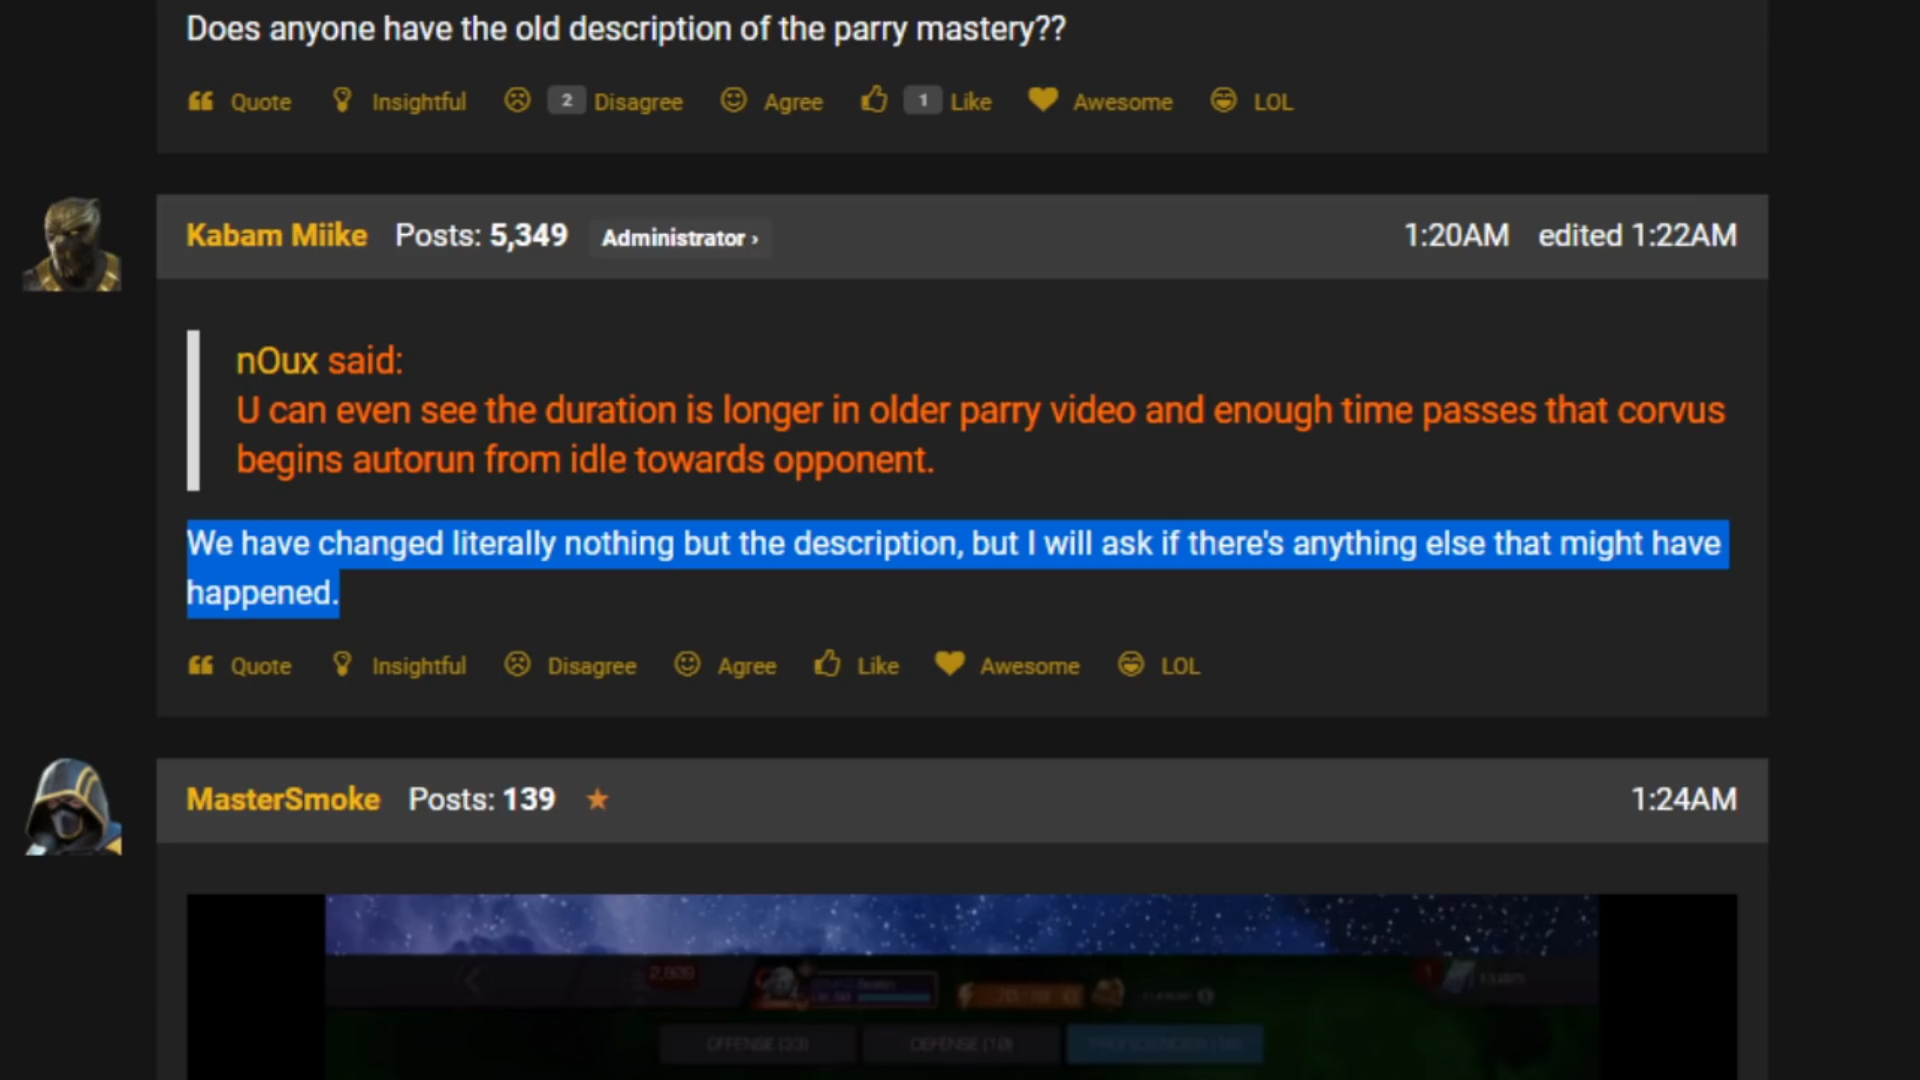 Does anyone have the old description of the parry mastery??
Quote Insightful 2 Disagree Agree 1 Like Awesome LOL
Kabam Miike Posts: 5,349 Administrator › 1:20AM edited 1:22AM
nOux said:
U can even see the duration is longer in older parry video and enough time passes that corvus
begins autorun from idle towards opponent.
We have changed literally nothing but the description, but I will ask if there's anything else that might have
happened.
Quote Insightful Disagree Agree Like Awesome LOL
MasterSmoke Posts: 139 1:24AM
OFFENSE (33) DEFENSE (18)